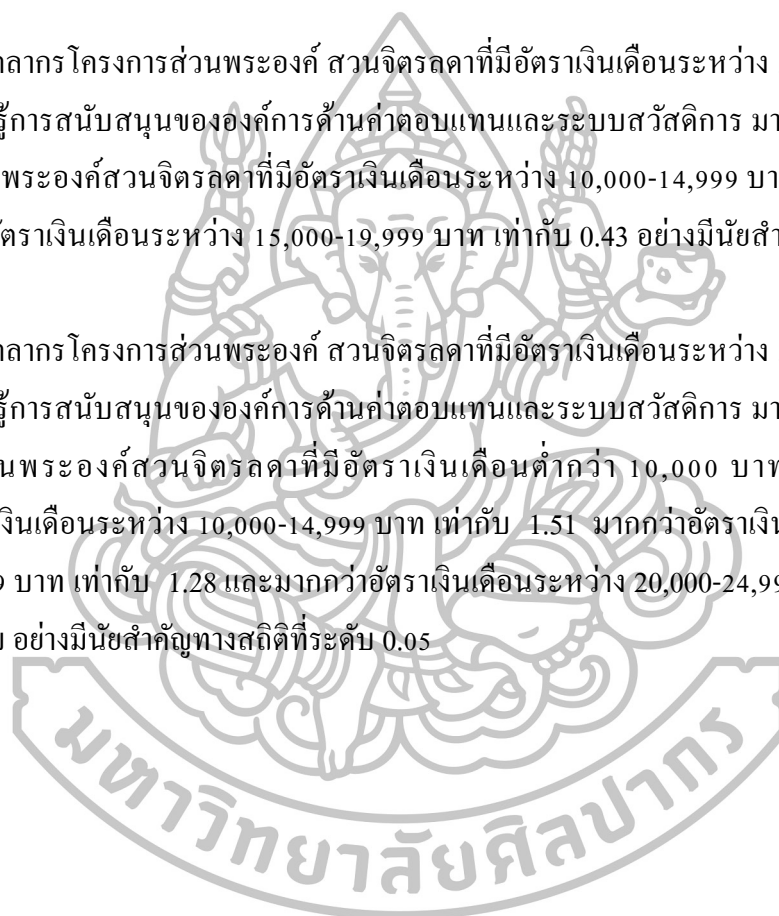 ลากรโครงการส่วนพระองค์ สวนจิตรลดาที่มีอัตราเงินเดือนระหว่าง
รู้การสนับสนุนขององค์การด้านค่าตอบแทนและระบบสวัสดิการ มา
พระองค์สวนจิตรลดาที่มีอัตราเงินเดือนระหว่าง 10,000-14,999 บา
ัตราเงินเดือนระหว่าง 15,000-19,999 บาท เท่ากับ 0.43 อย่างมีนัยสำ
ลากรโครงการส่วนพระองค์ สวนจิตรลดาที่มีอัตราเงินเดือนระหว่าง
รู้การสนับสนุนขององค์การด้านค่าตอบแทนและระบบสวัสดิการ มา
นพระองค์สวนจิตรลดาที่มีอัตราเงินเดือนต่ำกว่า 10,000 บาท
เงินเดือนระหว่าง 10,000-14,999 บาท เท่ากับ 1.51 มากกว่าอัตราเงิน
9 บาท เท่ากับ 1.28 และมากกว่าอัตราเงินเดือนระหว่าง 20,000-24,99
อย่างมีนัยสำคัญทางสถิติที่ระดับ 0.05
มหาวิทยาลัยศิลปากร